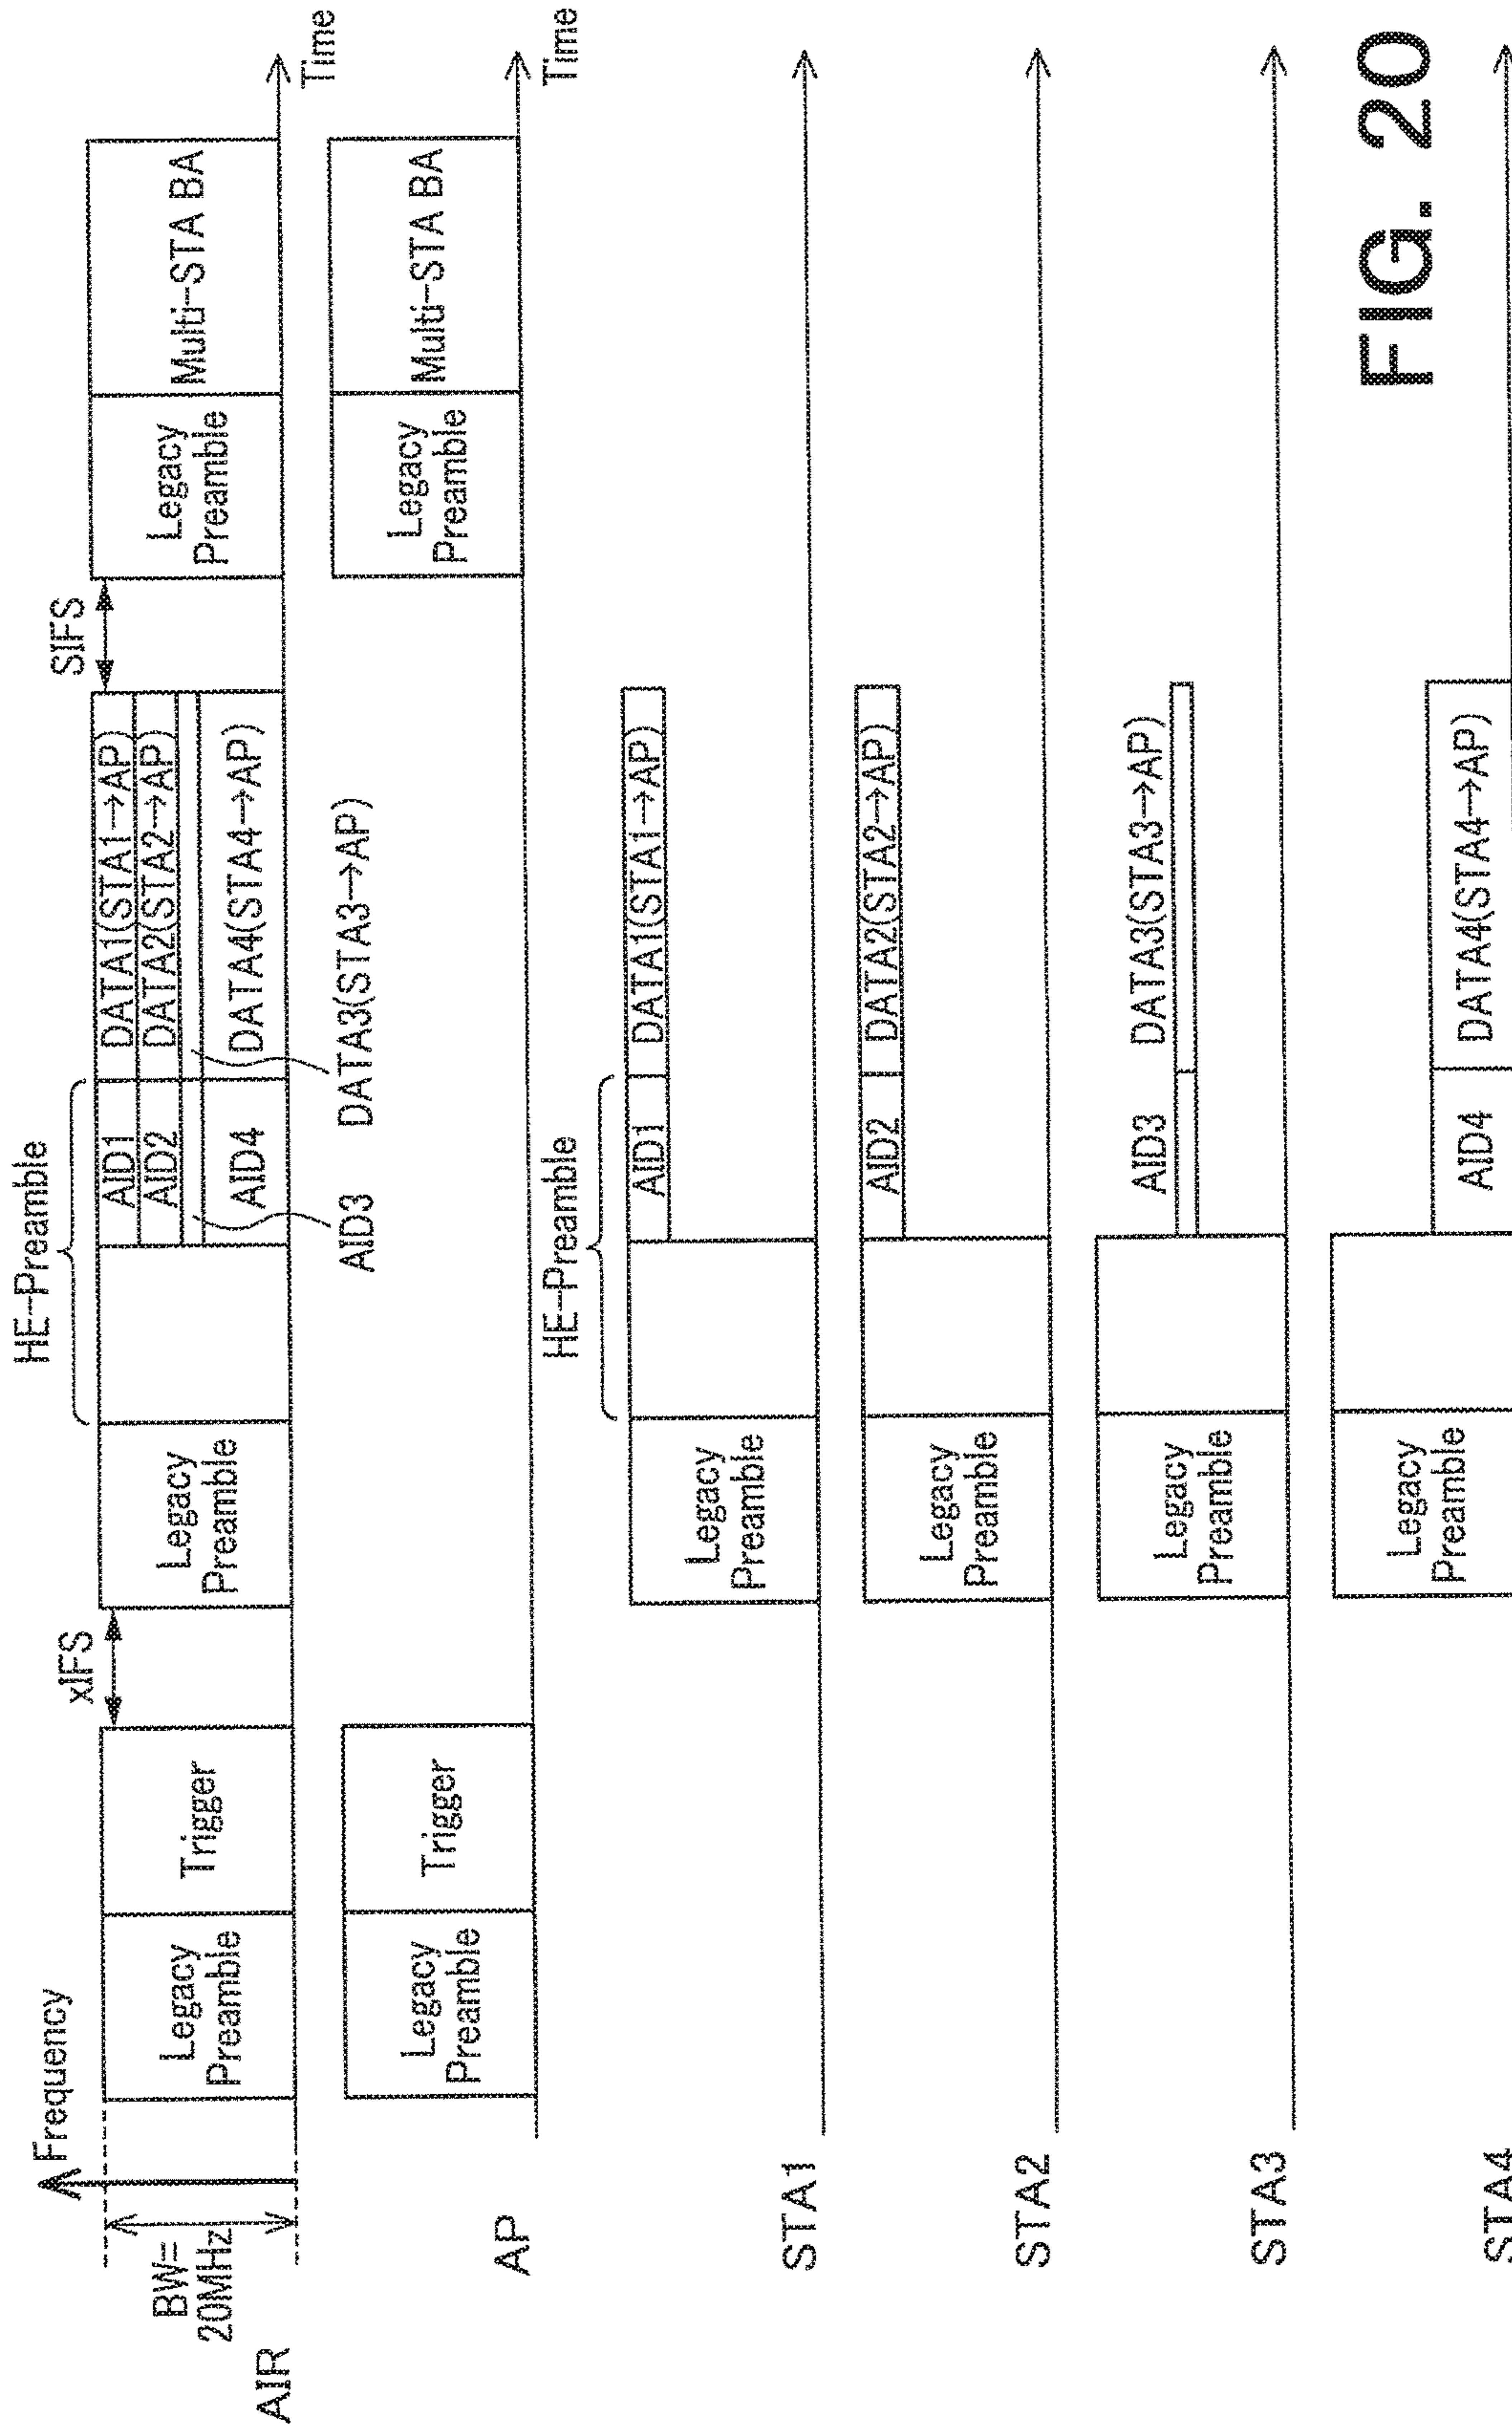 Frequency
BW=
20MHz
AIR
Legacy
Preamble
Trigger
xIFS
Legacy
Preamble
HE-Preamble
AID1
DATA1(STA1→AP)
AID2
DATA2(STA2→AP)
AID4
DATA4(STA4→AP)
AID3
DATA3(STA3→AP)
SIFS
Legacy
Preamble
Multi-STA BA
Time
AP
Legacy
Preamble
Trigger
Legacy
Preamble
Multi-STA BA
Time
HE-Preamble
STA1
Legacy
Preamble
AID1
DATA1(STA1→AP)
STA2
Legacy
Preamble
AID2
DATA2(STA2→AP)
STA3
Legacy
Preamble
AID3
DATA3(STA3→AP)
STA4
Legacy
Preamble
AID4
DATA4(STA4→AP)
FIG. 20